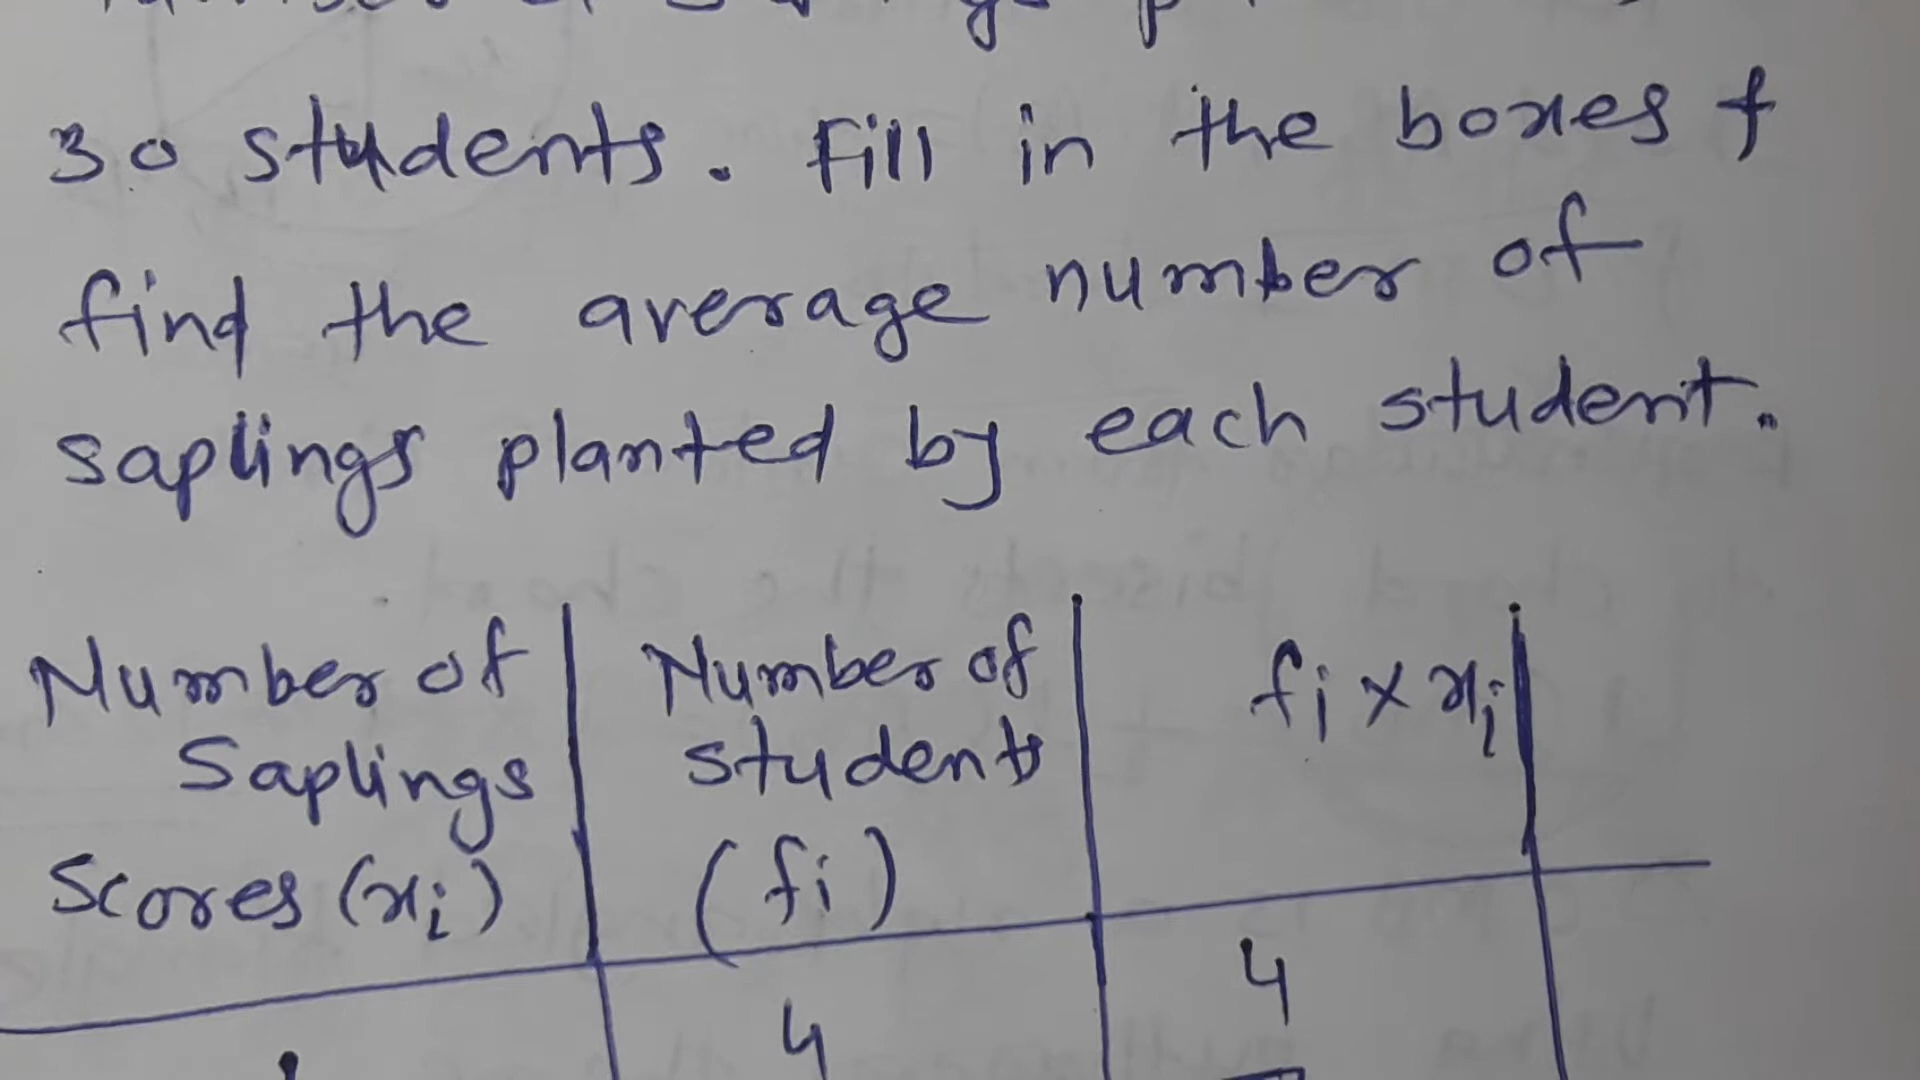 30 students. Fill in the boxes &
find the average number of
saplings planted by each student.
Number of Saplings Scores (xi) | Number of students (fi) | fi × xi
4 | 4